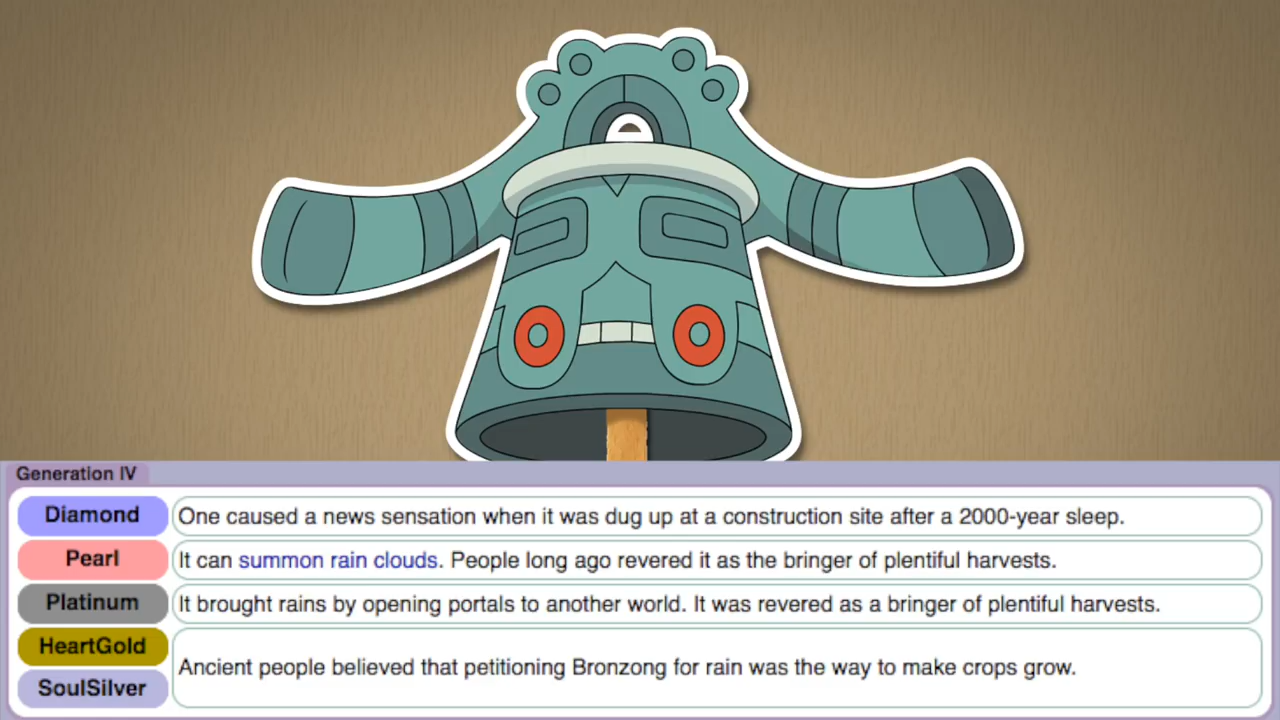 Generation IV
Diamond
One caused a news sensation when it was dug up at a construction site after a 2000-year sleep.
Pearl
It can summon rain clouds. People long ago revered it as the bringer of plentiful harvests.
Platinum
It brought rains by opening portals to another world. It was revered as a bringer of plentiful harvests.
HeartGold
Ancient people believed that petitioning Bronzong for rain was the way to make crops grow.
SoulSilver